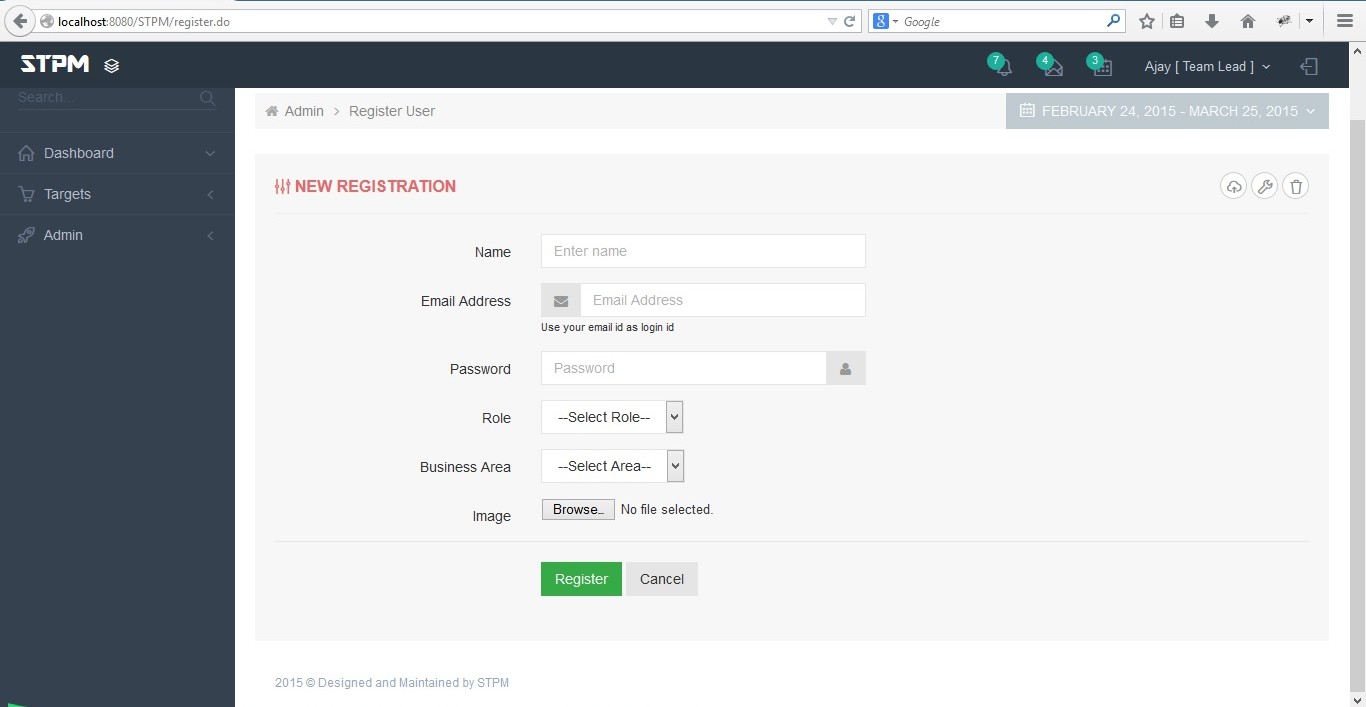 localhost:8080/STPM/register.do
8 Google
STPM 7 4 3 Ajay [ Team Lead ]
Search...
Admin > Register User FEBRUARY 24, 2015 - MARCH 25, 2015
Dashboard
Targets
Admin
NEW REGISTRATION
Name Enter name
Email Address Email Address
Use your email id as login id
Password Password
Role --Select Role--
Business Area --Select Area--
Image Browse... No file selected.
Register Cancel
2015 © Designed and Maintained by STPM